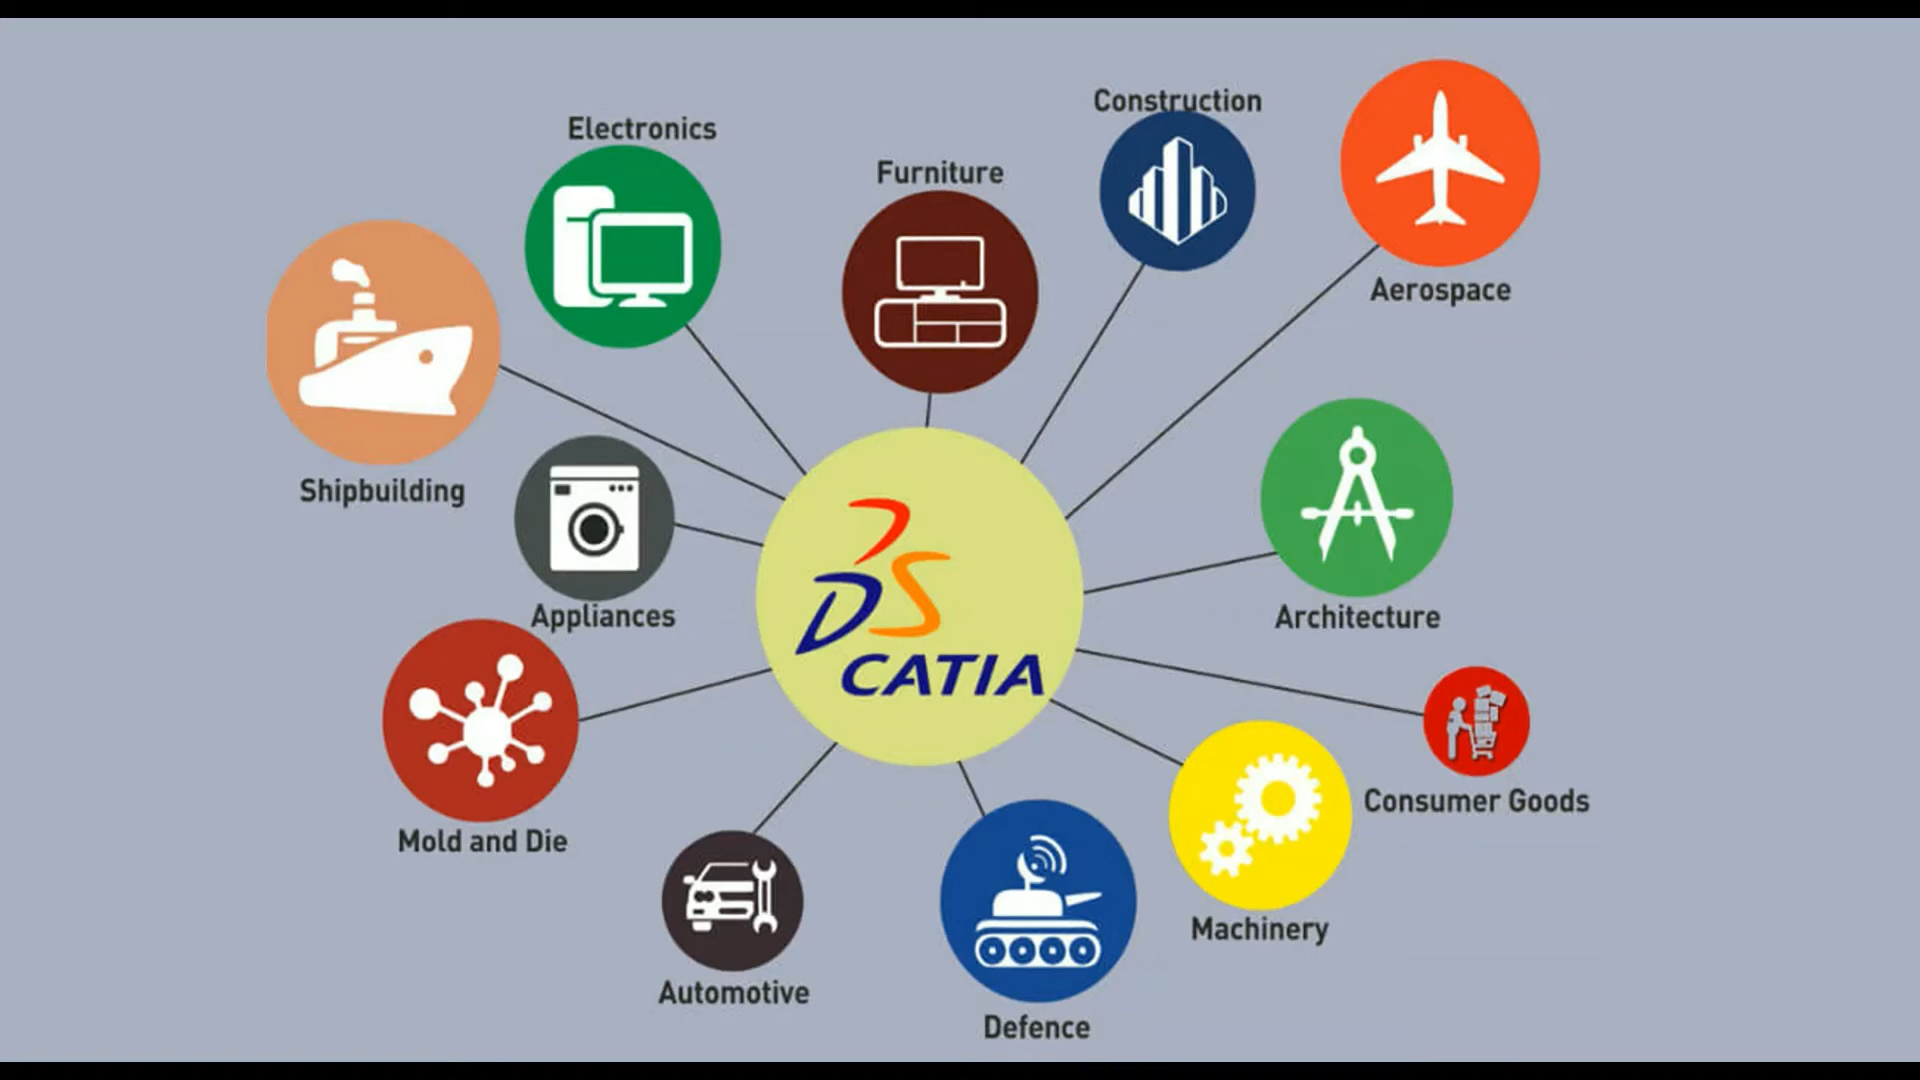 Construction
Electronics
Furniture
Aerospace
Shipbuilding
Appliances
Architecture
DS
CATIA
Consumer Goods
Mold and Die
Machinery
Automotive
Defence